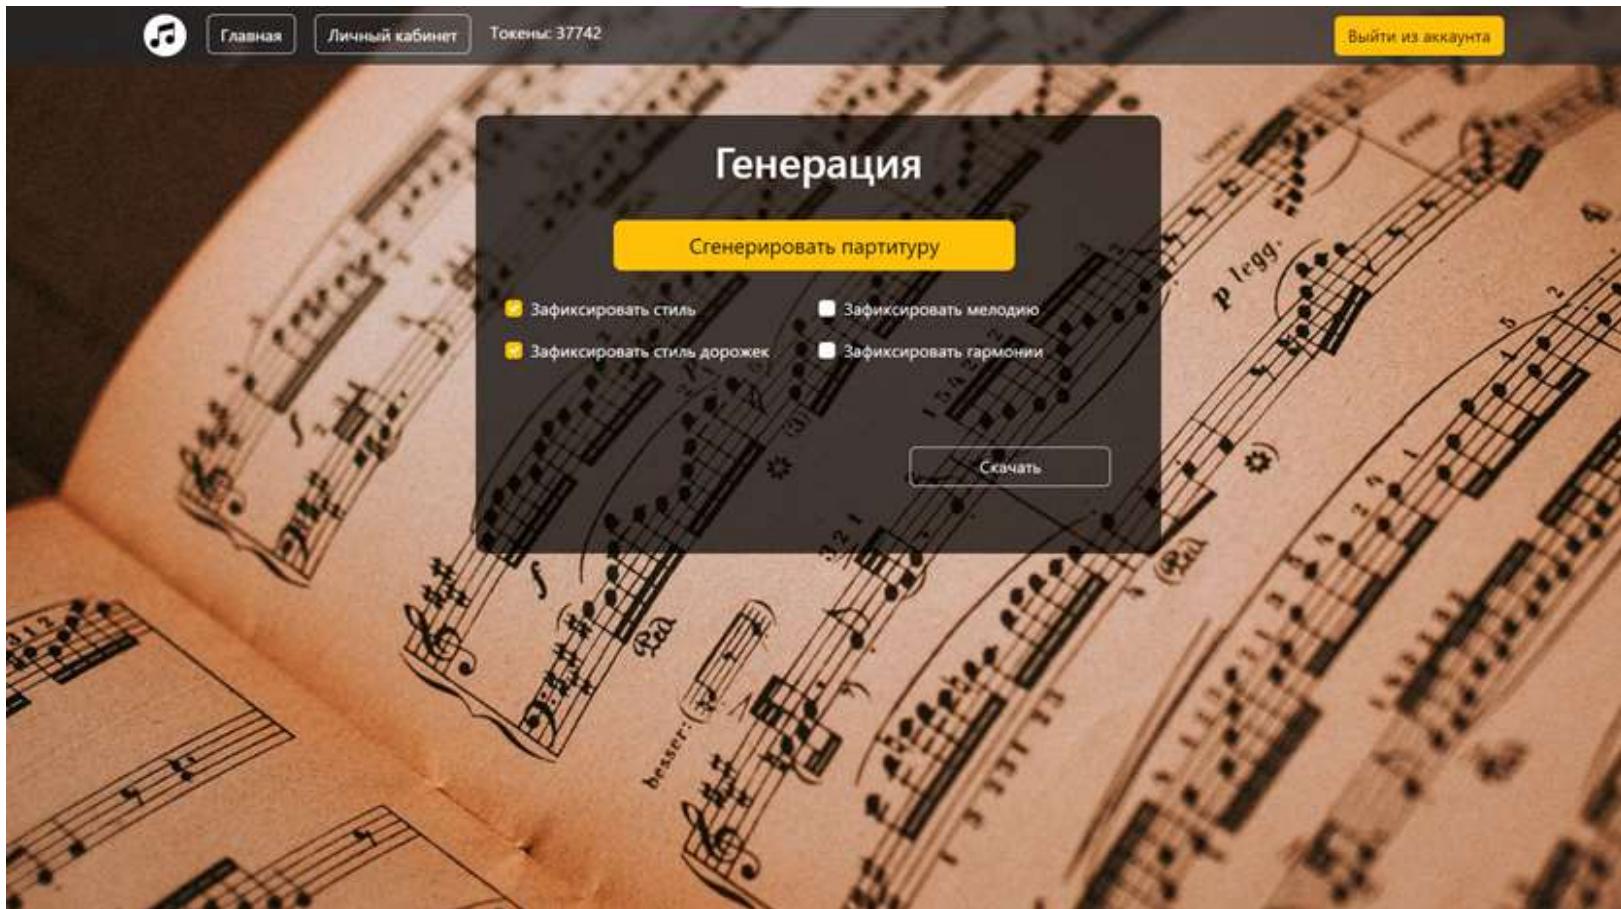 Главная
Личный кабинет
Токены: 37742
Выйти из аккаунта
Генерация
Сгенерировать партитуру
Зафиксировать стиль
Зафиксировать мелодию
Зафиксировать стиль дорожек
Зафиксировать гармонии
Скачать
p legg.
besser: